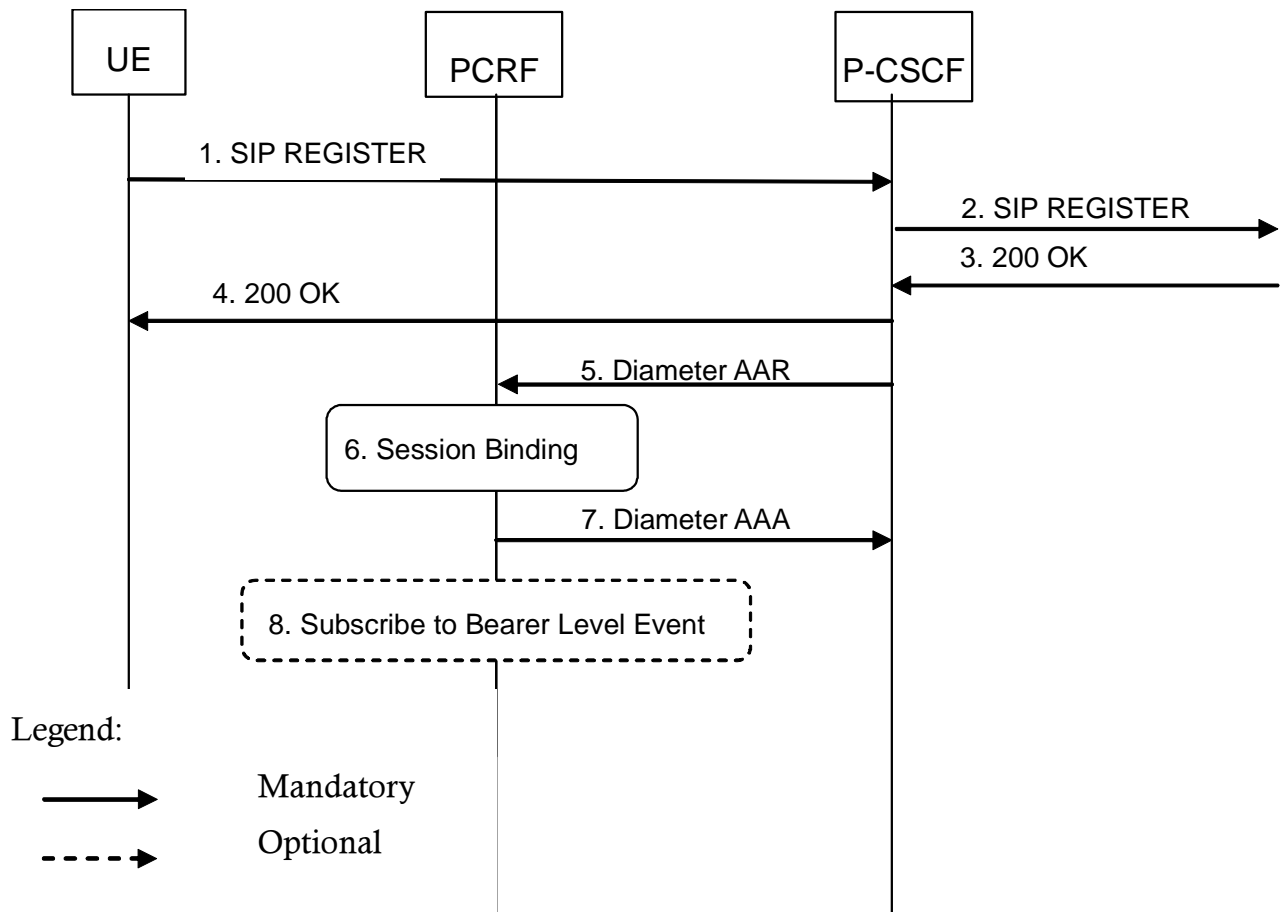 UE
PCRF
P-CSCF
1. SIP REGISTER
2. SIP REGISTER
3. 200 OK
4. 200 OK
5. Diameter AAR
6. Session Binding
7. Diameter AAA
8. Subscribe to Bearer Level Event
Legend:
Mandatory
Optional